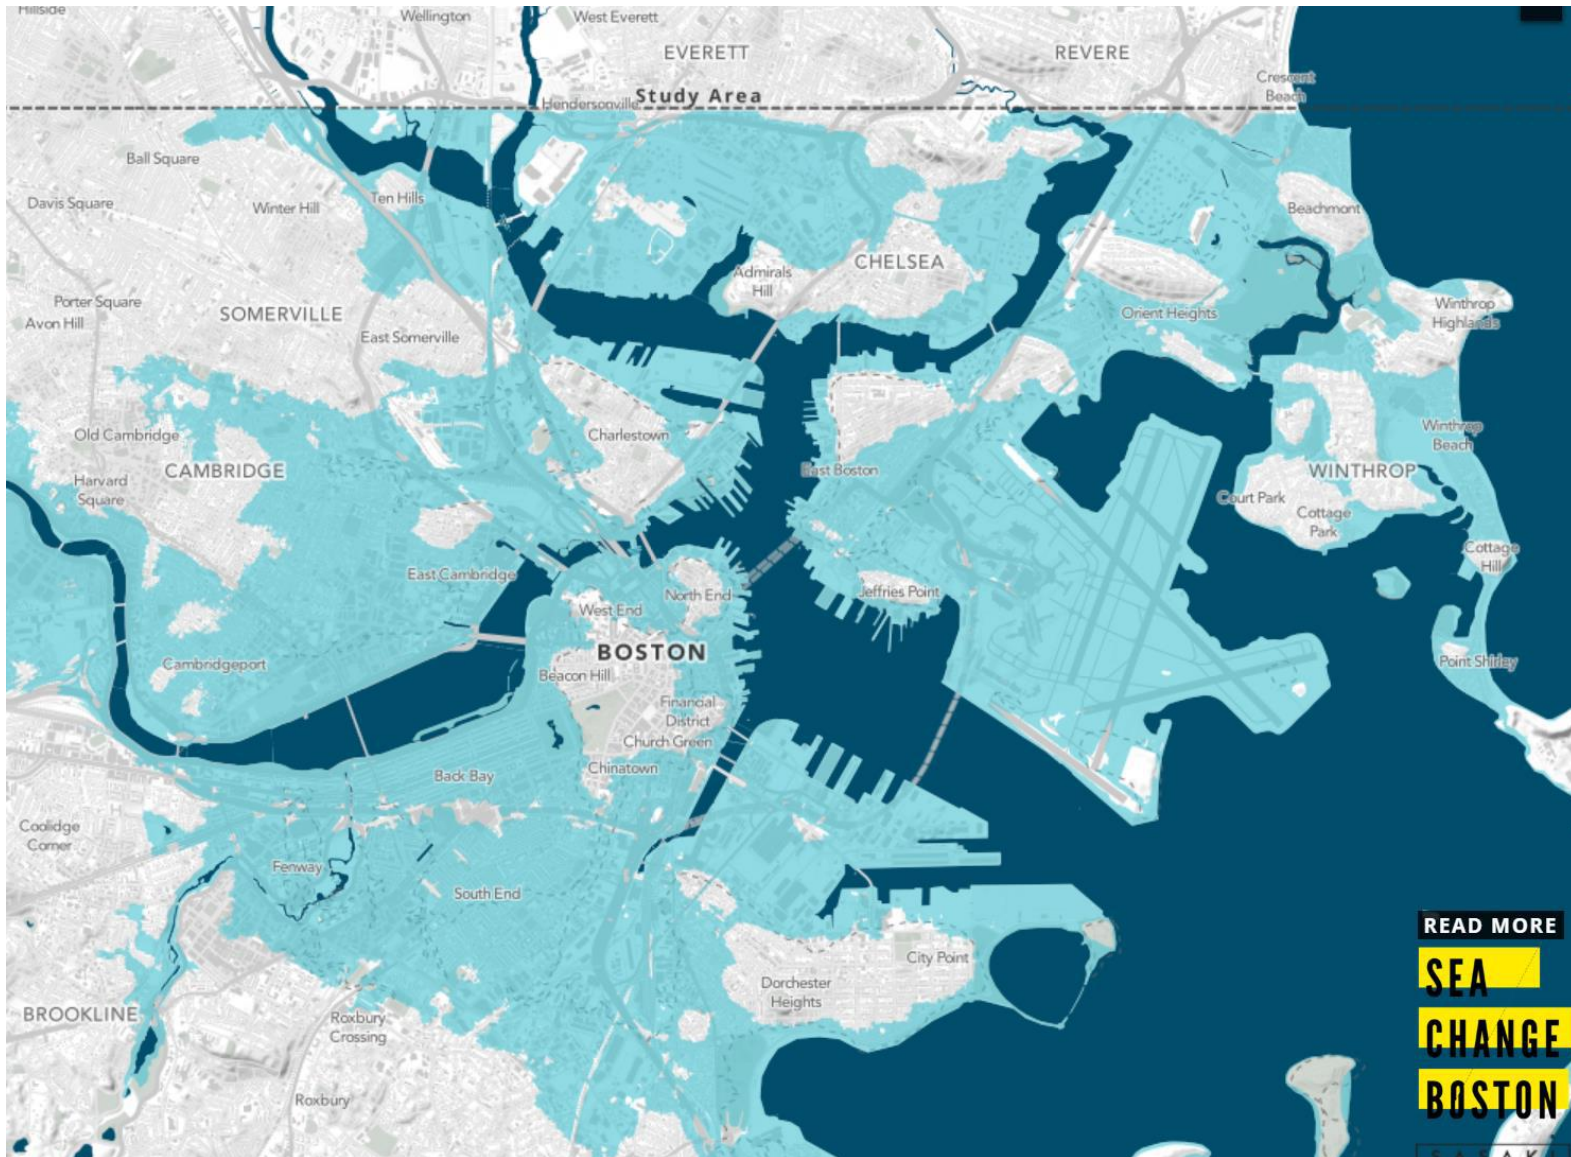 Hillside
Wellington
West Everett
EVERETT
REVERE
Crescent
Beach
Study Area
Hendersonville
Ball Square
Davis Square
Winter Hill
Ten Hills
Beachmont
Admirals
Hill
CHELSEA
Porter Square
Avon Hill
SOMERVILLE
East Somerville
Orient Heights
Winthrop
Highlands
Old Cambridge
CAMBRIDGE
Harvard
Square
Charlestown
East Boston
Winthrop
Beach
WINTHROP
Court Park
Cottage
Park
Cottage
Hill
East Cambridge
West End
North End
Jeffries Point
BOSTON
Cambridgeport
Beacon Hill
Point Shirley
Financial
District
Church Green
Chinatown
Back Bay
Coolidge
Corner
Fenway
South End
City Point
Dorchester
Heights
BROOKLINE
Roxbury
Crossing
Roxbury
READ MORE
SEA
CHANGE
BOSTON
SASAKI